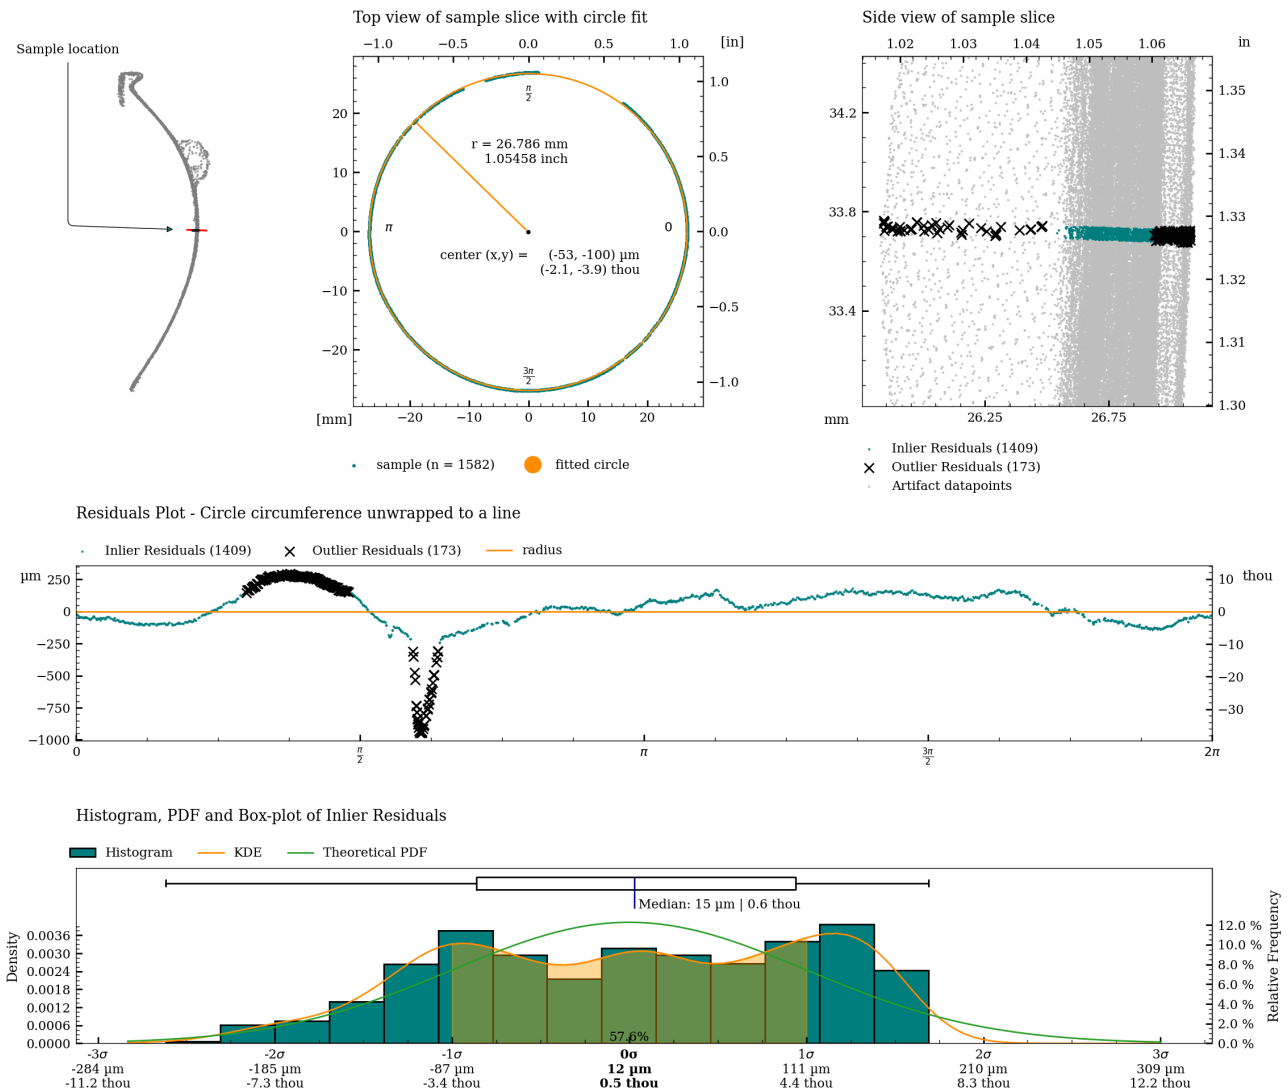 Sample location
Top view of sample slice with circle fit
−1.0 −0.5 0.0 0.5 1.0 [in]
20
10
0
−10
−20
[mm] −20 −10 0 10 20
1.0
0.5
0.0
−0.5
−1.0
π/2
π
0
3π/2
r = 26.786 mm
1.05458 inch
center (x,y) = (-53, -100) µm
(-2.1, -3.9) thou
sample (n = 1582) fitted circle
Side view of sample slice
1.02 1.03 1.04 1.05 1.06 in
34.2
33.8
33.4
1.35
1.34
1.33
1.32
1.31
1.30
mm 26.25 26.75
Inlier Residuals (1409)
Outlier Residuals (173)
Artifact datapoints
Residuals Plot - Circle circumference unwrapped to a line
Inlier Residuals (1409) Outlier Residuals (173) radius
µm 250
0
−250
−500
−750
−1000
10 thou
0
−10
−20
−30
0 π/2 π 3π/2 2π
Histogram, PDF and Box-plot of Inlier Residuals
Histogram KDE Theoretical PDF
Median: 15 µm | 0.6 thou
Density
0.0036
0.0030
0.0024
0.0018
0.0012
0.0006
0.0000
12.0 %
10.0 %
8.0 %
6.0 %
4.0 %
2.0 %
0.0 %
Relative Frequency
57.6%
-3σ -2σ -1σ 0σ 1σ 2σ 3σ
-284 µm -185 µm -87 µm 12 µm 111 µm 210 µm 309 µm
-11.2 thou -7.3 thou -3.4 thou 0.5 thou 4.4 thou 8.3 thou 12.2 thou